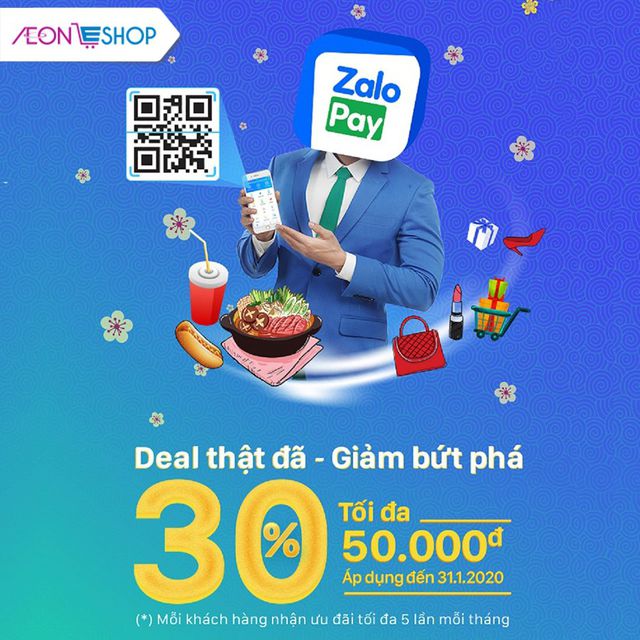 ÆON ESHOP
Zalo
Pay
Deal thật đã - Giảm bứt phá
30%
Tối đa
50.000đ
Áp dụng đến 31.1.2020
(*) Mỗi khách hàng nhận ưu đãi tối đa 5 lần mỗi tháng